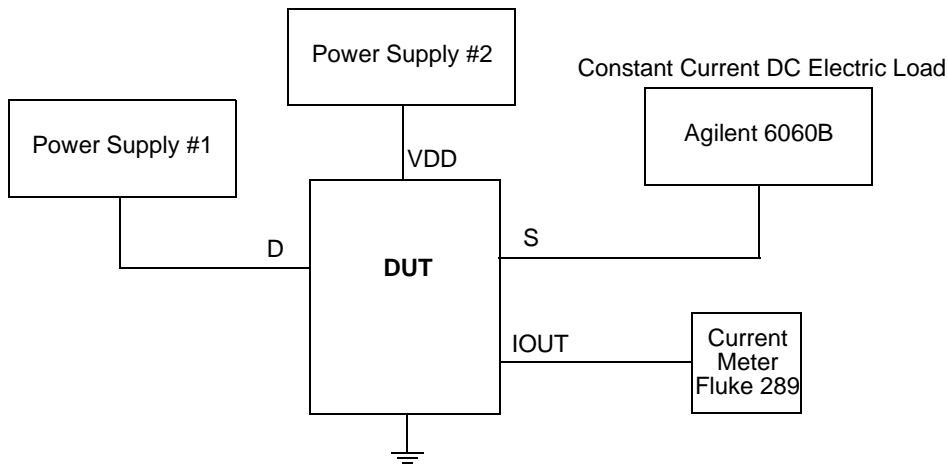 Power Supply #2
Constant Current DC Electric Load
Power Supply #1
Agilent 6060B
VDD
D
S
DUT
IOUT
Current
Meter
Fluke 289